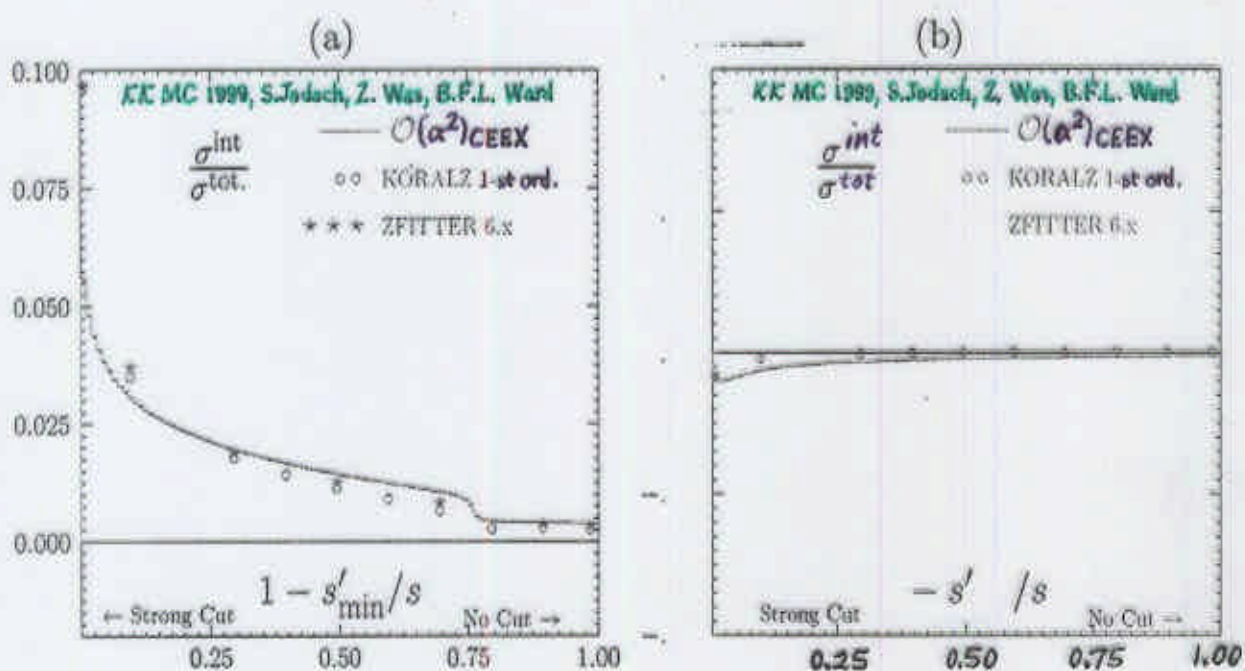 (a)
0.100
0.075
0.050
0.025
0.000
KK MC 1999, S.Jadach, Z. Was, B.F.L. Ward
σ^int
σ^tot.
O(α²)CEEX
KORALZ 1-st ord.
*** ZFITTER 6.x
1 − s′min/s
← Strong Cut
No Cut →
0.25
0.50
0.75
1.00
(b)
KK MC 1999, S.Jadach, Z. Was, B.F.L. Ward
σ^int
σ^tot
O(α²)CEEX
KORALZ 1-st ord.
ZFITTER 6.x
− s′ /s
Strong Cut
No Cut →
0.25
0.50
0.75
1.00